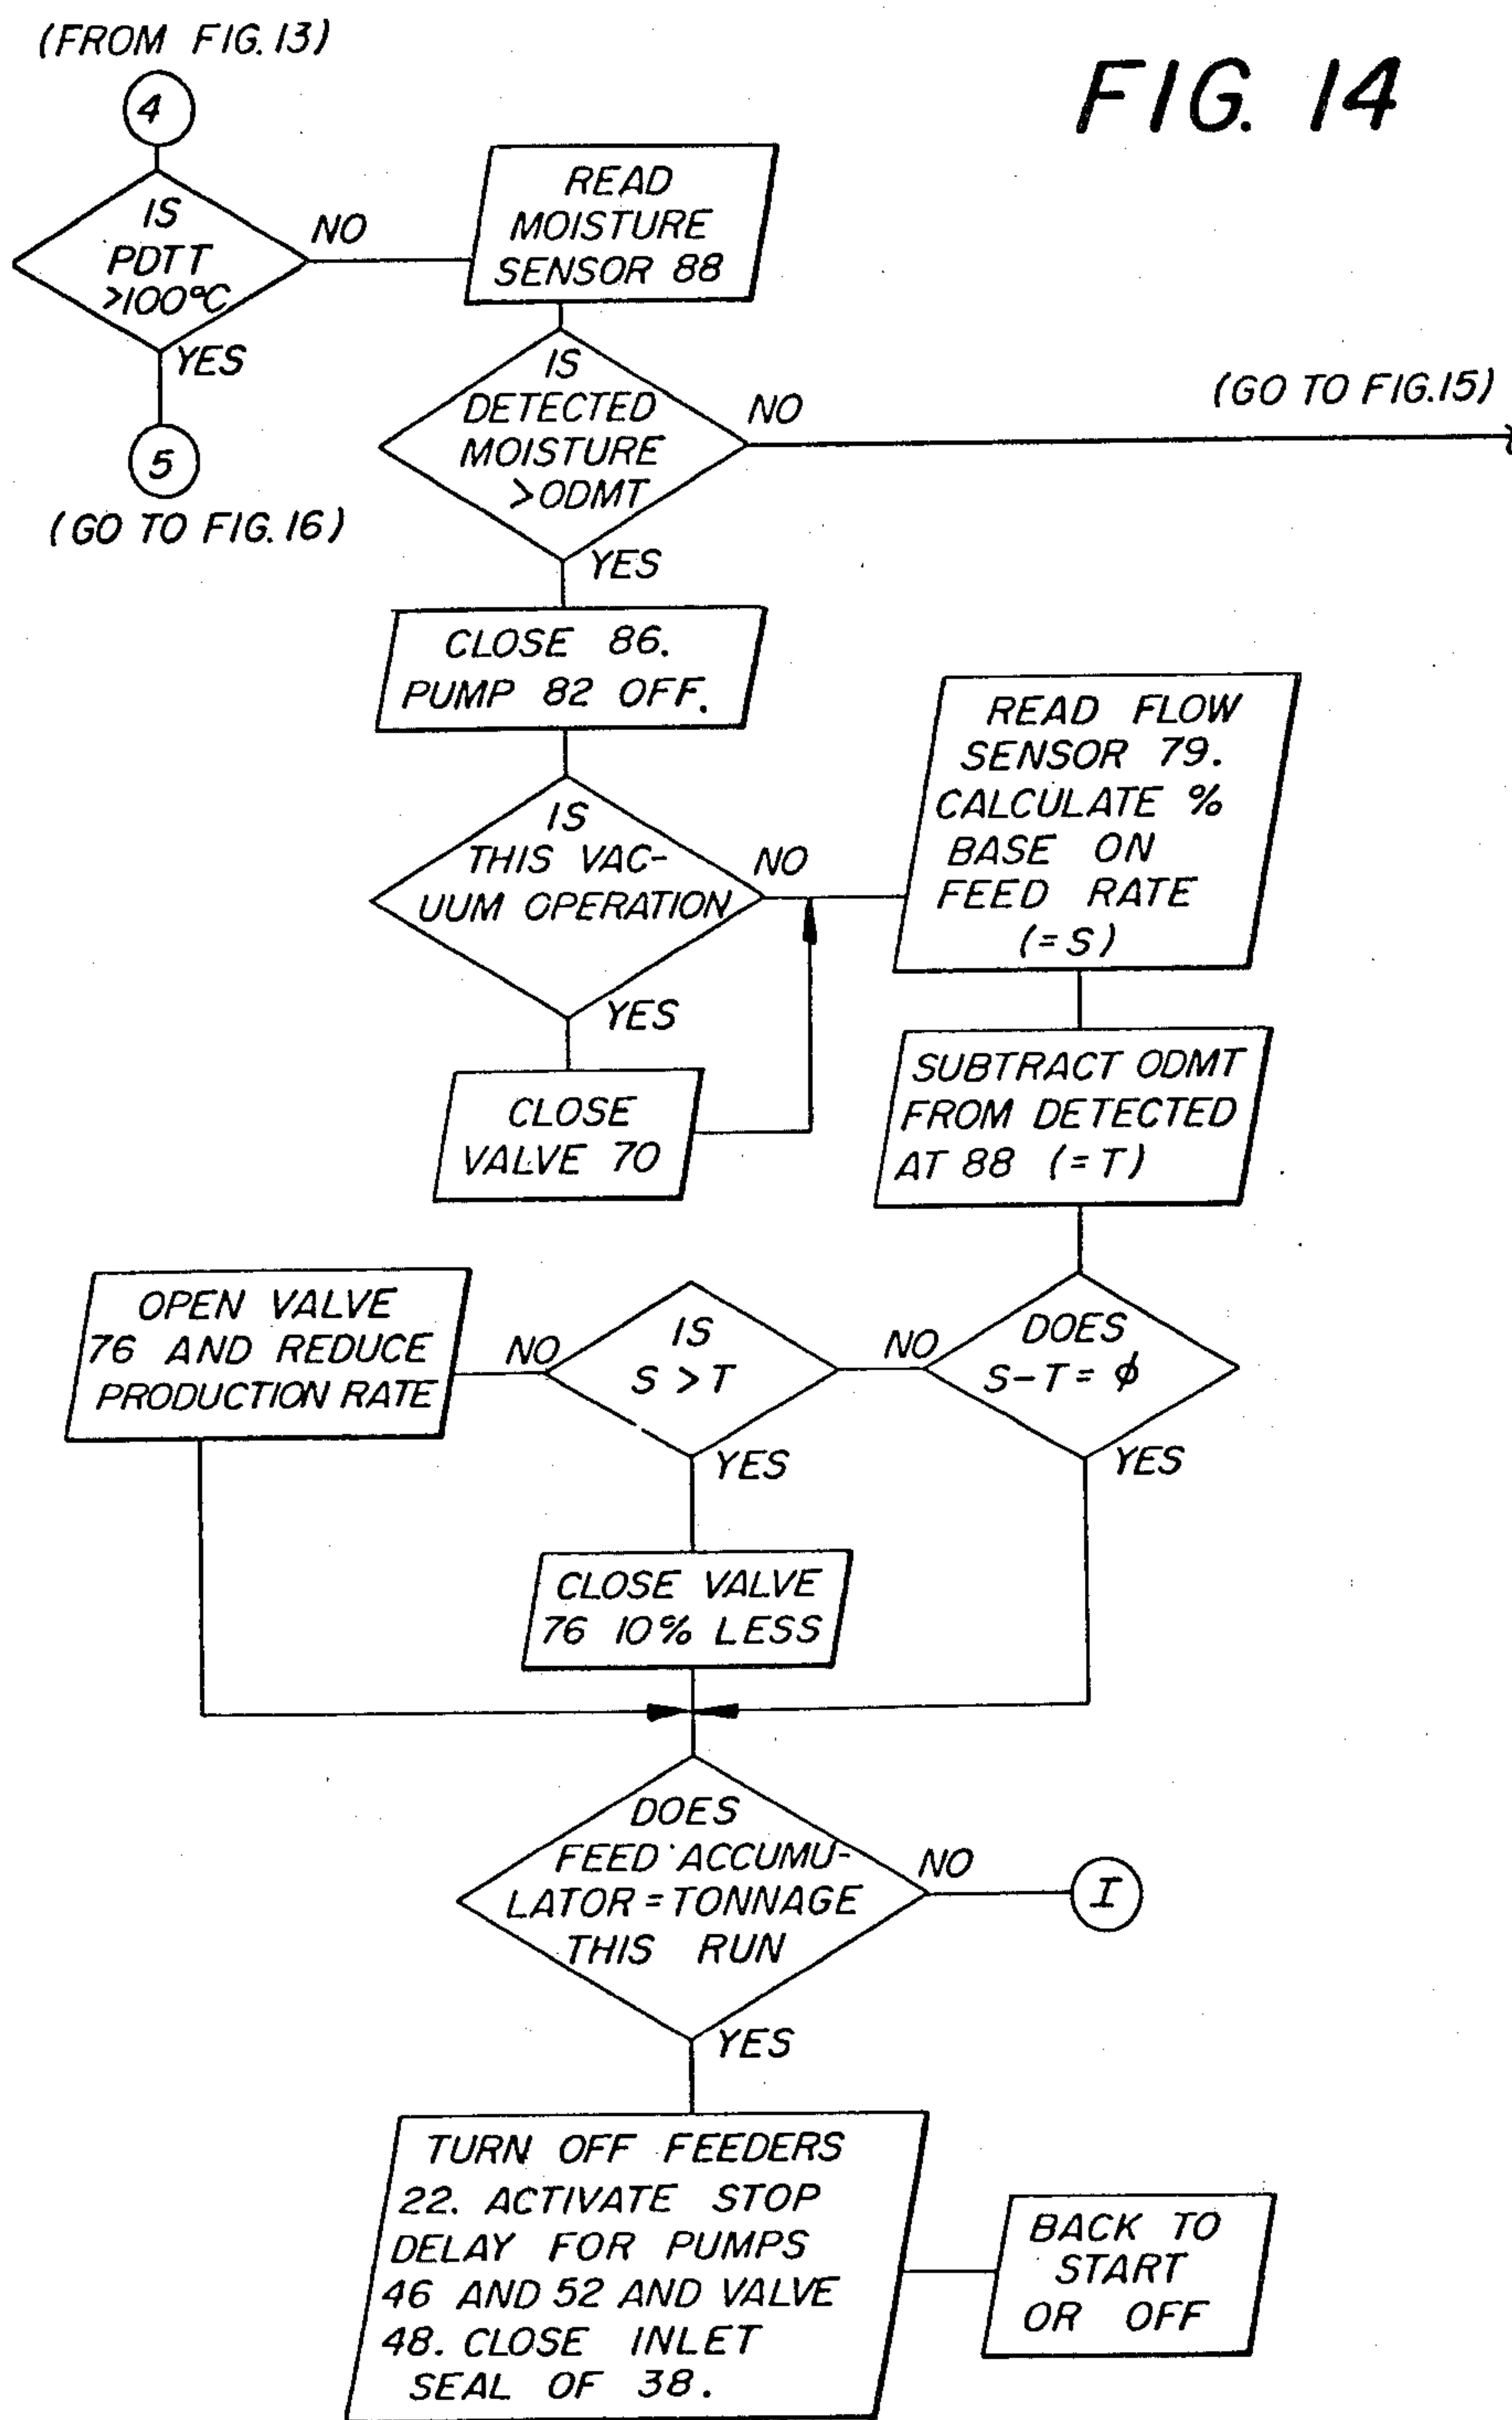 (FROM FIG. 13)
FIG. 14
4
IS
PDTT
>100°C
NO
YES
5
(GO TO FIG. 16)
READ
MOISTURE
SENSOR 88
IS
DETECTED
MOISTURE
>ODMT
NO
(GO TO FIG. 15)
YES
CLOSE 86.
PUMP 82 OFF.
IS
THIS VAC-
UUM OPERATION
NO
YES
CLOSE
VALVE 70
READ FLOW
SENSOR 79.
CALCULATE %
BASE ON
FEED RATE
(=S)
SUBTRACT ODMT
FROM DETECTED
AT 88 (=T)
DOES
S-T=ϕ
NO
YES
IS
S>T
NO
YES
OPEN VALVE
76 AND REDUCE
PRODUCTION RATE
CLOSE VALVE
76 10% LESS
DOES
FEED ACCUMU-
LATOR=TONNAGE
THIS RUN
NO
I
YES
TURN OFF FEEDERS
22. ACTIVATE STOP
DELAY FOR PUMPS
46 AND 52 AND VALVE
48. CLOSE INLET
SEAL OF 38.
BACK TO
START
OR OFF